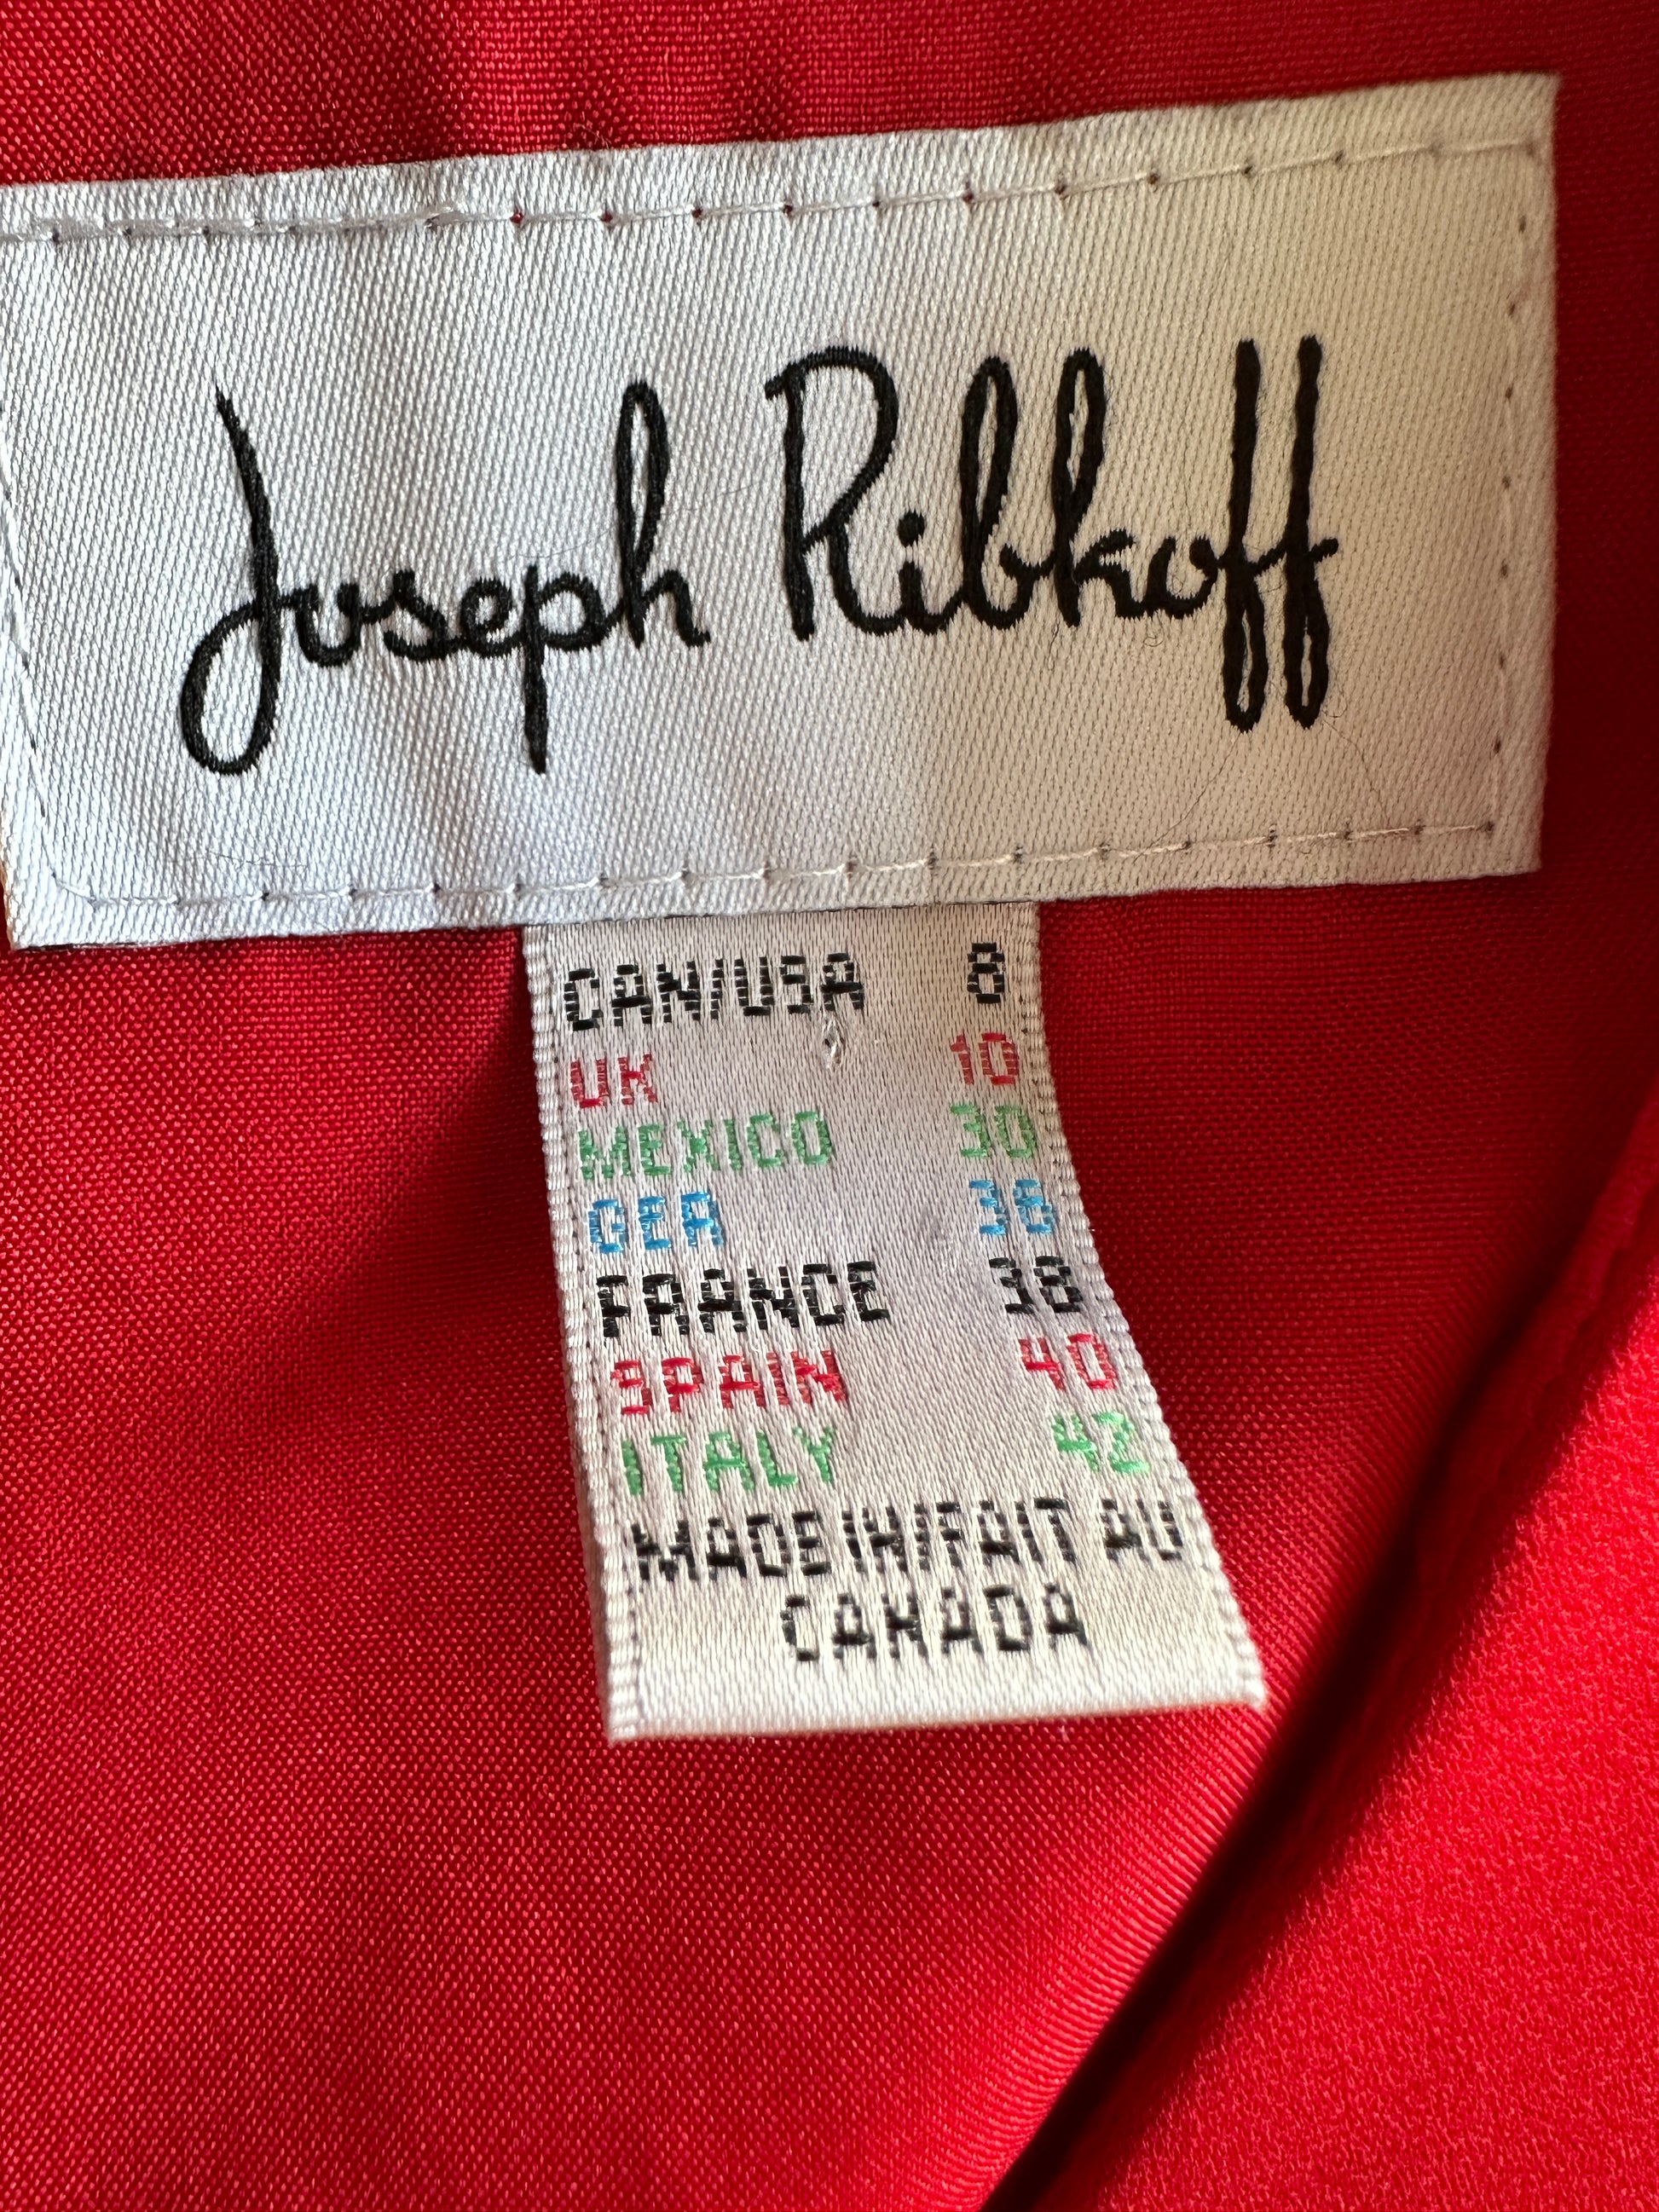 Joseph Ribkoff
CAN/USA 8
UK 10
MEXICO 30
GER 36
FRANCE 38
SPAIN 40
ITALY 42
MADE IN/FAIT AU
CANADA